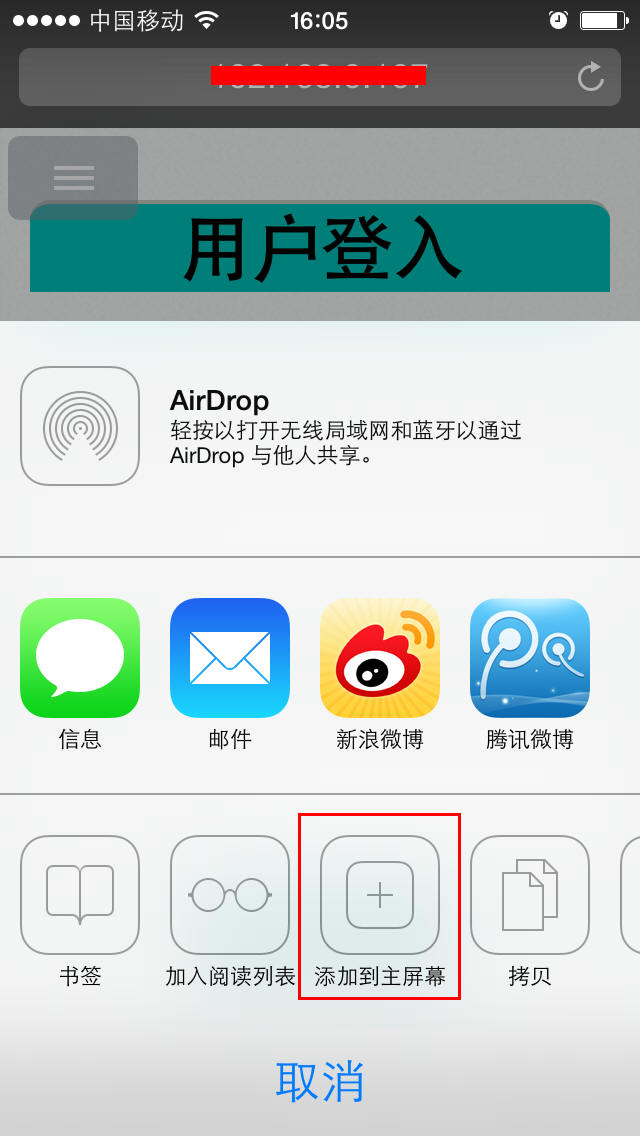 中国移动 16:05
用户登入
AirDrop
轻按以打开无线局域网和蓝牙以通过
AirDrop 与他人共享。
信息 邮件 新浪微博 腾讯微博
书签 加入阅读列表 添加到主屏幕 拷贝
取消